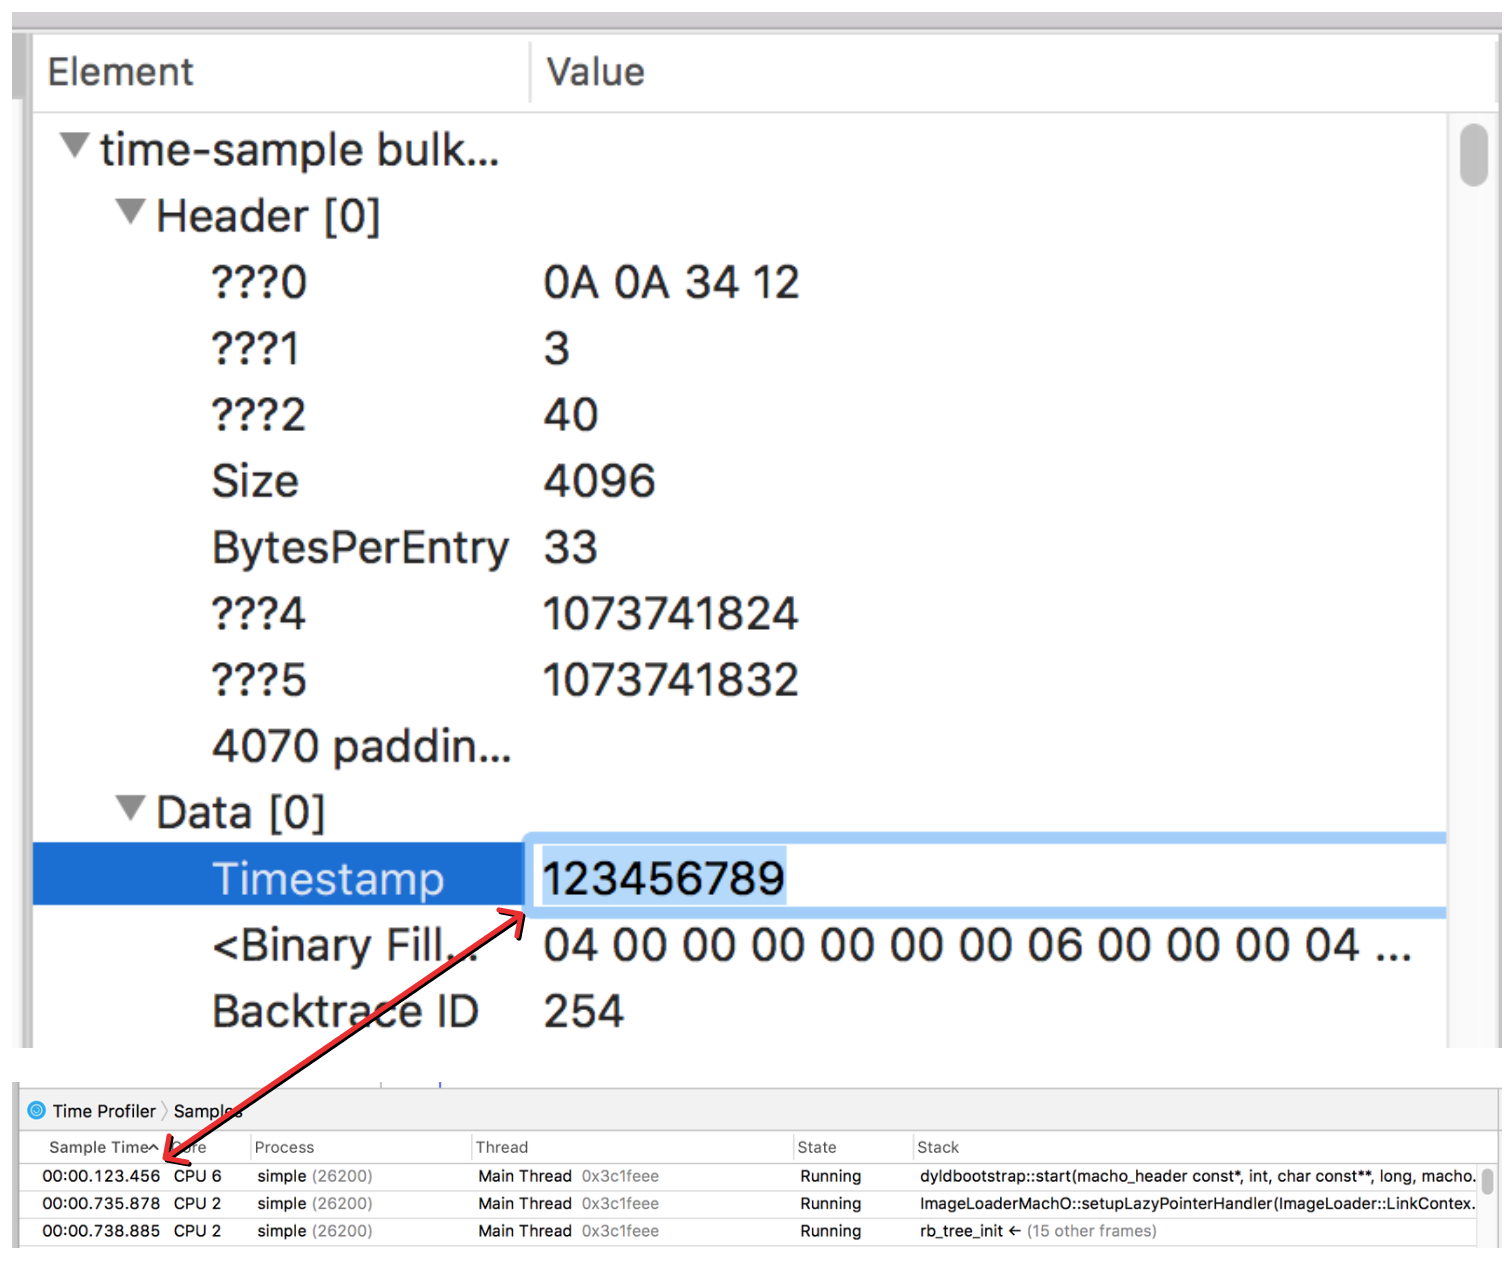 Element Value
time-sample bulk...
Header [0]
???0 0A 0A 34 12
???1 3
???2 40
Size 4096
BytesPerEntry 33
???4 1073741824
???5 1073741832
4070 paddin...
Data [0]
Timestamp 123456789
<Binary Fill... 04 00 00 00 00 00 00 06 00 00 00 04 ...
Backtrace ID 254
Time Profiler Samples
Sample Time Core Process Thread State Stack
00:00.123.456 CPU 6 simple (26200) Main Thread 0x3c1feee Running dyldbootstrap::start(macho_header const*, int, char const**, long, macho.
00:00.735.878 CPU 2 simple (26200) Main Thread 0x3c1feee Running ImageLoaderMachO::setupLazyPointerHandler(ImageLoader::LinkContex.
00:00.738.885 CPU 2 simple (26200) Main Thread 0x3c1feee Running rb_tree_init ← (15 other frames)